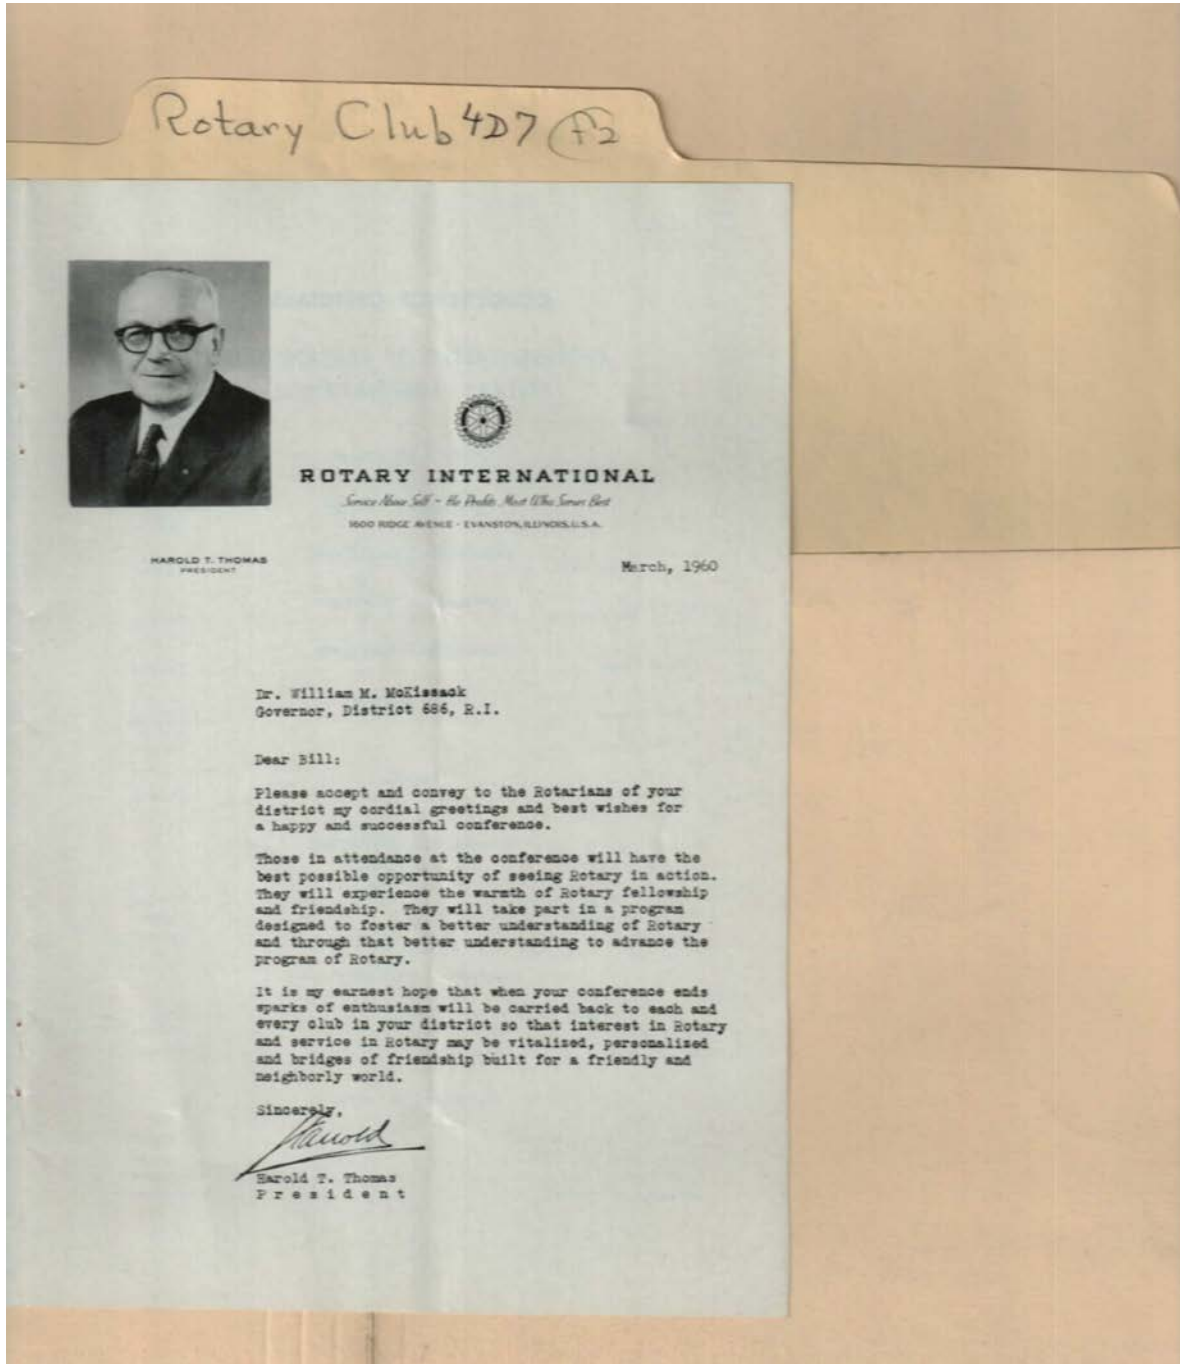 Rotary Club 4D7 F2
ROTARY INTERNATIONAL
Service Above Self – He Profits Most Who Serves Best
1600 RIDGE AVENUE · EVANSTON, ILLINOIS, U.S.A.
HAROLD T. THOMAS
PRESIDENT
March, 1960
Dr. William M. McKissack
Governor, District 686, R.I.
Dear Bill:
Please accept and convey to the Rotarians of your
district my cordial greetings and best wishes for
a happy and successful conference.
Those in attendance at the conference will have the
best possible opportunity of seeing Rotary in action.
They will experience the warmth of Rotary fellowship
and friendship. They will take part in a program
designed to foster a better understanding of Rotary
and through that better understanding to advance the
program of Rotary.
It is my earnest hope that when your conference ends
sparks of enthusiasm will be carried back to each and
every club in your district so that interest in Rotary
and service in Rotary may be vitalized, personalized
and bridges of friendship built for a friendly and
neighborly world.
Sincerely,
Harold
Harold T. Thomas
President